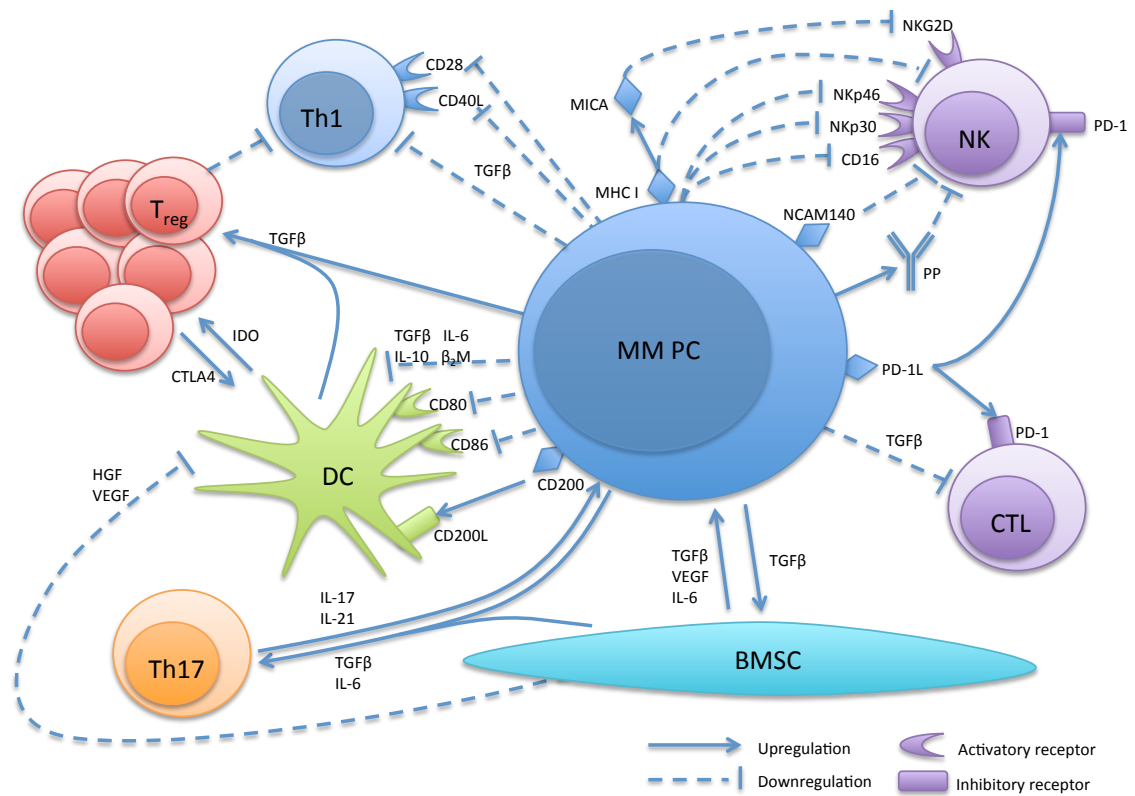 NKG2D
CD28
Th1
CD40L
MICA
NKp46
NKp30
CD16
NK
PD-1
TGFβ
MHC I
T reg
NCAM140
TGFβ
PP
IDO
CTLA4
TGFβ IL-6
IL-10 β2M
MM PC
PD-1L
CD80
CD86
PD-1
TGFβ
HGF
VEGF
DC
CD200
CD200L
CTL
TGFβ
VEGF
IL-6
TGFβ
IL-17
IL-21
Th17
TGFβ
IL-6
BMSC
Upregulation
Activatory receptor
Downregulation
Inhibitory receptor